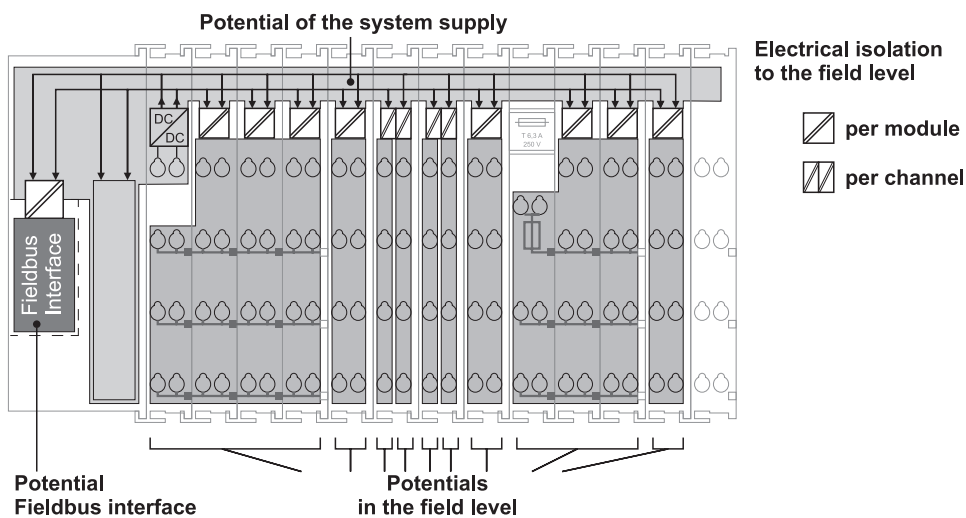 Potential of the system supply
Electrical isolation
to the field level
per module
per channel
DC
DC
T 6,3 A
250 V
Fieldbus
Interface
Potential
Fieldbus interface
Potentials
in the field level